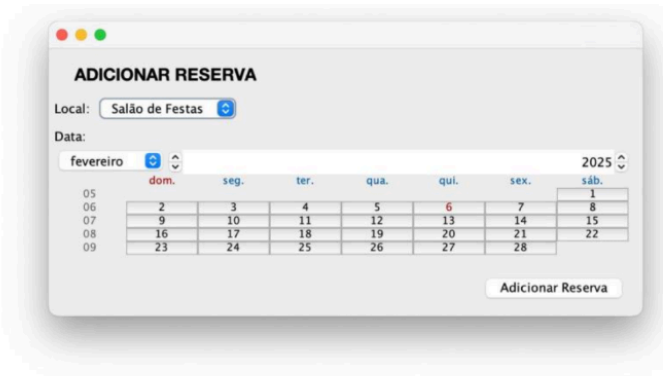 ADICIONAR RESERVA
Local: Salão de Festas
Data:
fevereiro 2025
dom. seg. ter. qua. qui. sex. sáb.
05 1
06 2 3 4 5 6 7 8
07 9 10 11 12 13 14 15
08 16 17 18 19 20 21 22
09 23 24 25 26 27 28
Adicionar Reserva